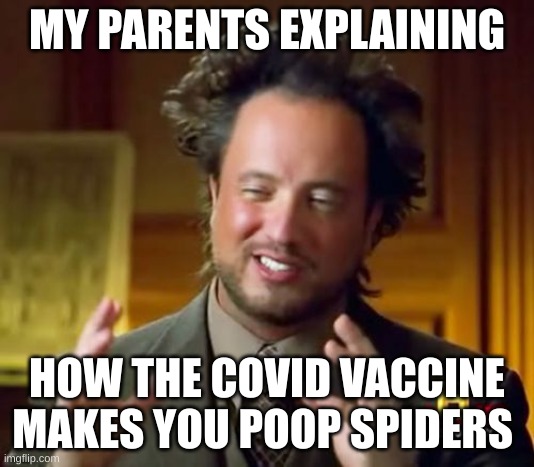 MY PARENTS EXPLAINING
HOW THE COVID VACCINE
MAKES YOU POOP SPIDERS
imgflip.com